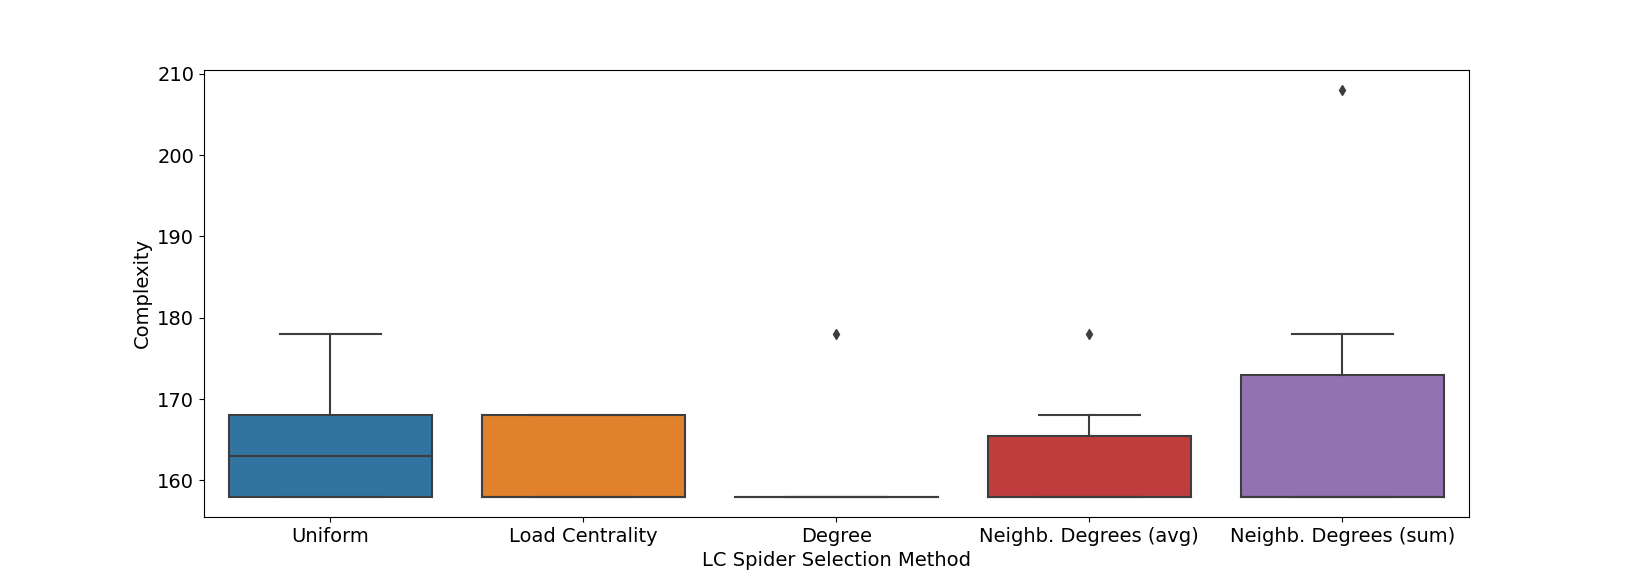 210
200
190
180
170
160
Complexity
Uniform
Load Centrality
Degree
Neighb. Degrees (avg)
Neighb. Degrees (sum)
LC Spider Selection Method